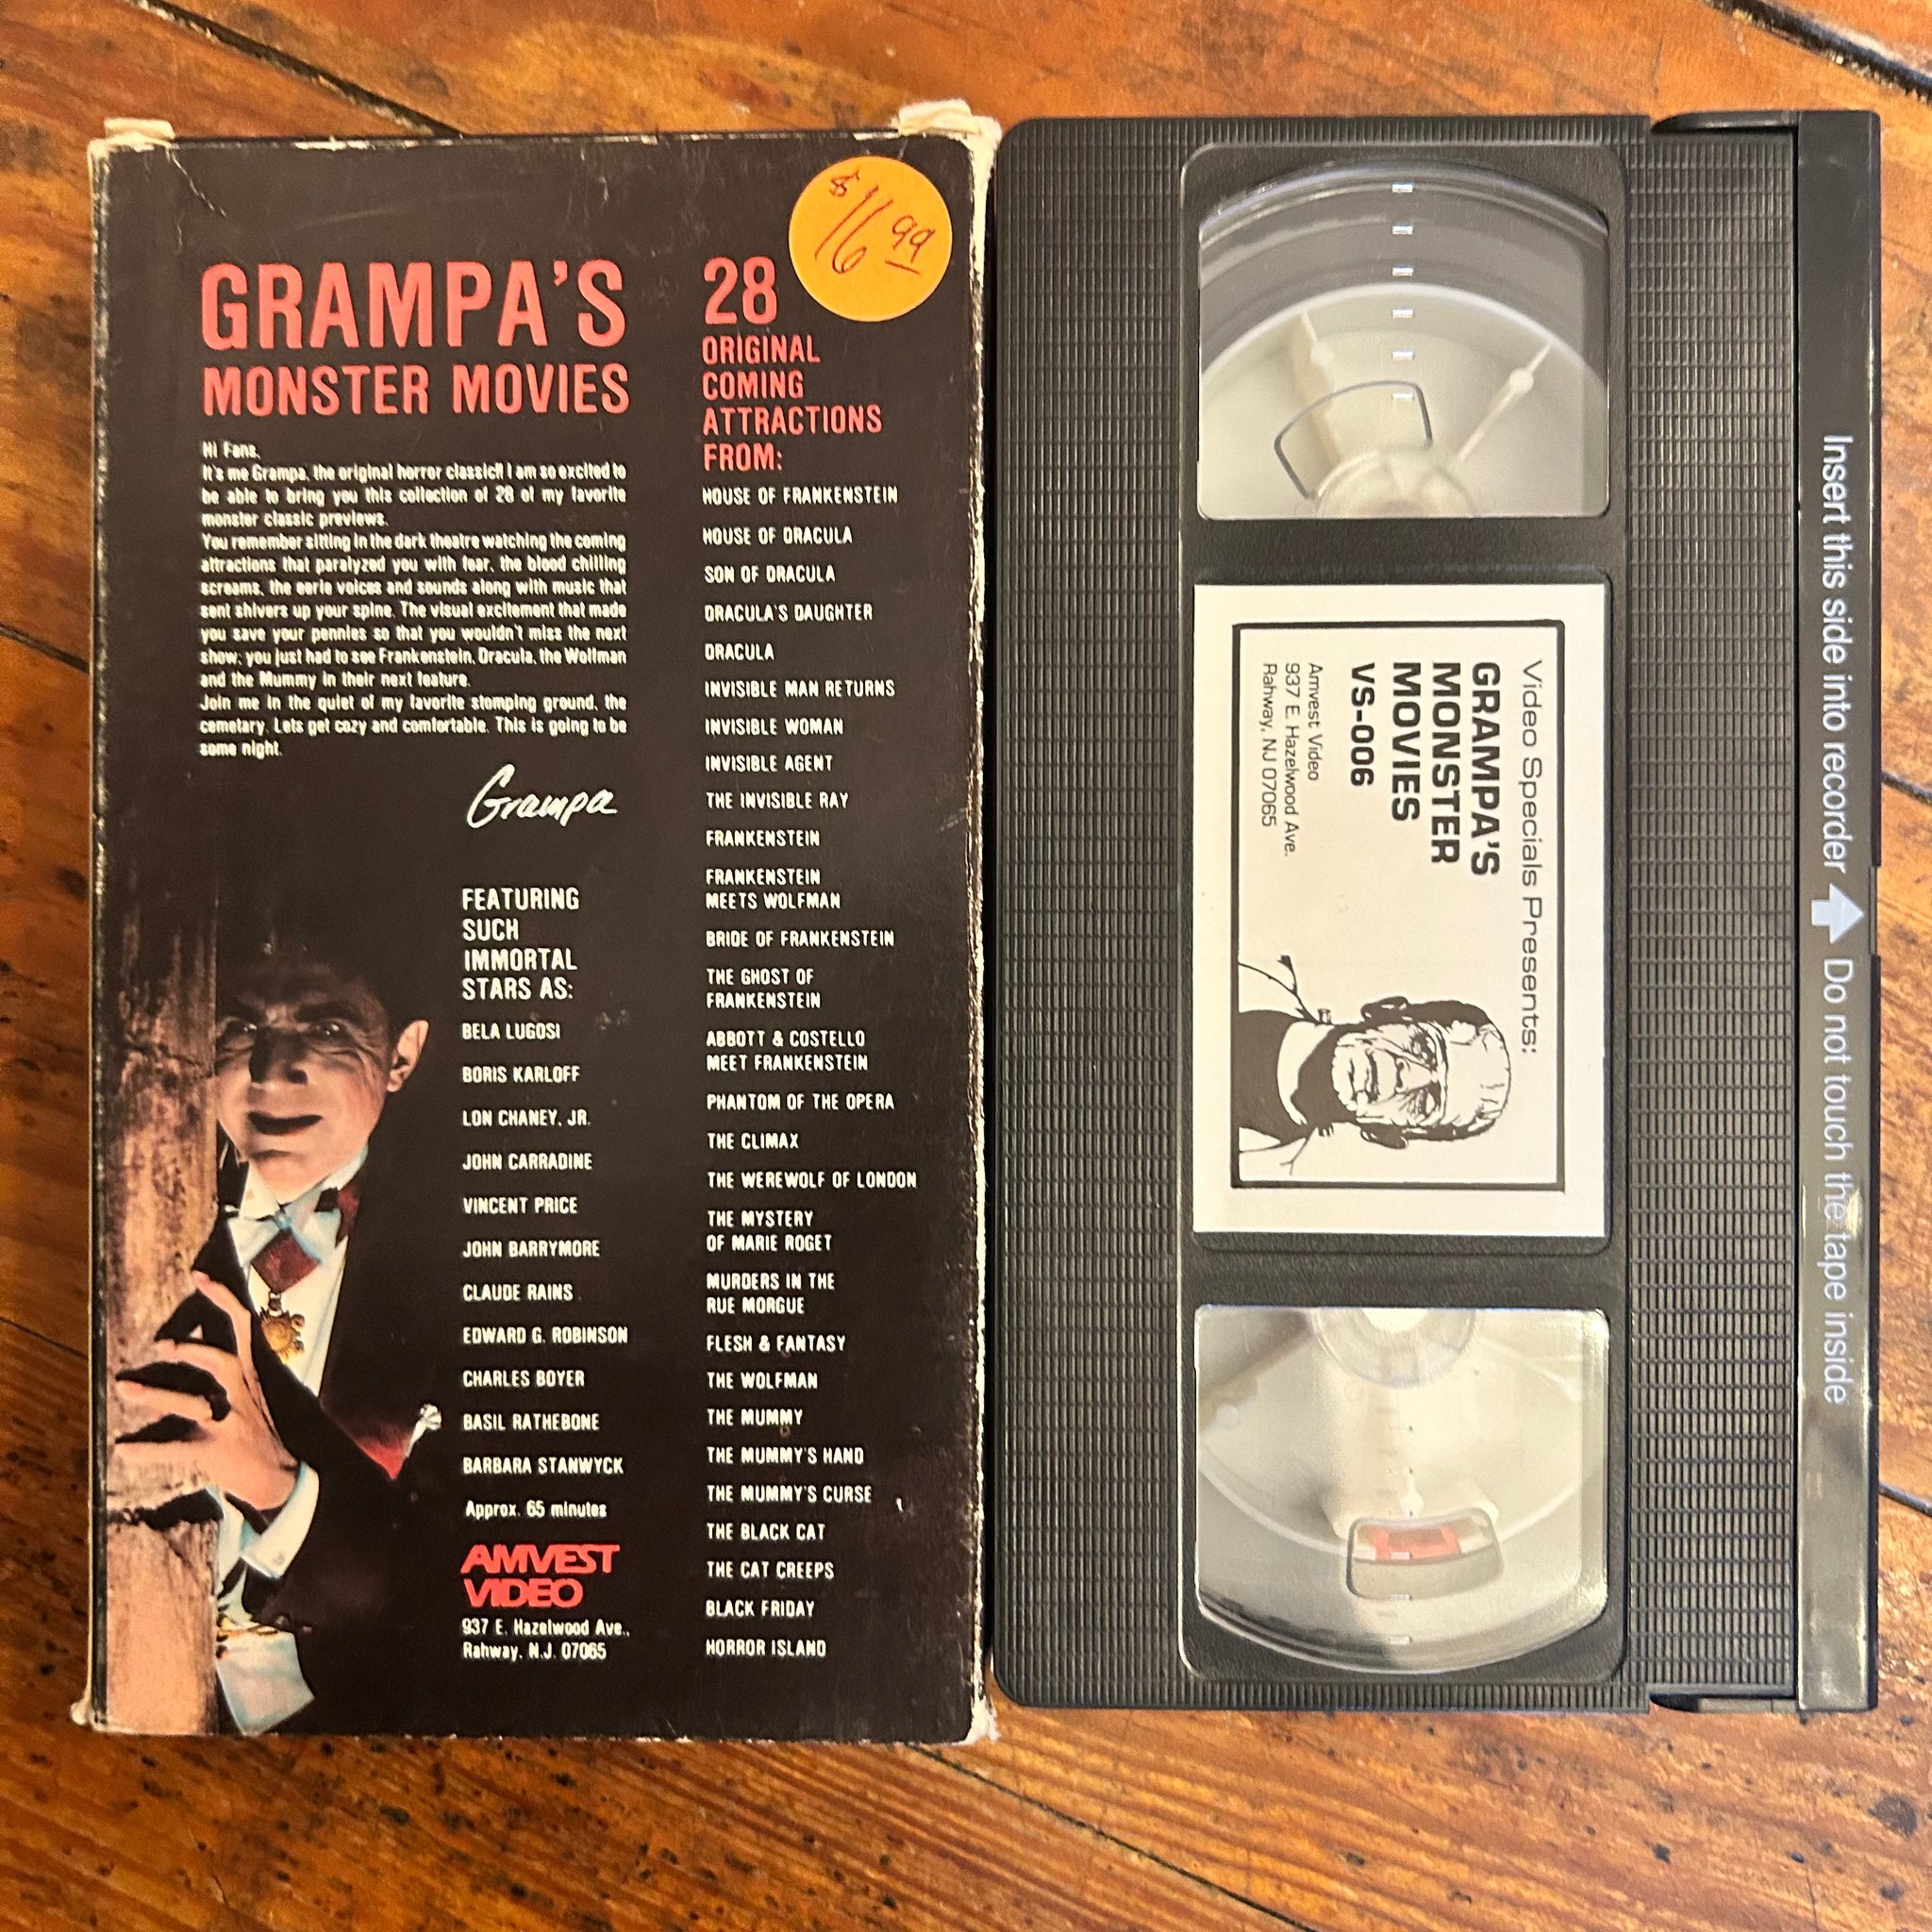 $16 99
GRAMPA'S
MONSTER MOVIES
Hi Fans,
It's me Grampa, the original horror classic!! I am so excited to
be able to bring you this collection of 28 of my favorite
monster classic previews.
You remember sitting in the dark theatre watching the coming
attractions that paralyzed you with fear, the blood chilling
screams, the eerie voices and sounds along with music that
sent shivers up your spine. The visual excitement that made
you save your pennies so that you wouldn't miss the next
show; you just had to see Frankenstein, Dracula, the Wolfman
and the Mummy in their next feature.
Join me in the quiet of my favorite stomping ground, the
cemetary. Lets get cozy and comfortable. This is going to be
some night.
Grampa
FEATURING
SUCH
IMMORTAL
STARS AS:
BELA LUGOSI
BORIS KARLOFF
LON CHANEY, JR.
JOHN CARRADINE
VINCENT PRICE
JOHN BARRYMORE
CLAUDE RAINS
EDWARD G. ROBINSON
CHARLES BOYER
BASIL RATHEBONE
BARBARA STANWYCK
Approx. 65 minutes
AMVEST
VIDEO
937 E. Hazelwood Ave.,
Rahway, N.J. 07065
28
ORIGINAL
COMING
ATTRACTIONS
FROM:
HOUSE OF FRANKENSTEIN
HOUSE OF DRACULA
SON OF DRACULA
DRACULA'S DAUGHTER
DRACULA
INVISIBLE MAN RETURNS
INVISIBLE WOMAN
INVISIBLE AGENT
THE INVISIBLE RAY
FRANKENSTEIN
FRANKENSTEIN
MEETS WOLFMAN
BRIDE OF FRANKENSTEIN
THE GHOST OF
FRANKENSTEIN
ABBOTT & COSTELLO
MEET FRANKENSTEIN
PHANTOM OF THE OPERA
THE CLIMAX
THE WEREWOLF OF LONDON
THE MYSTERY
OF MARIE ROGET
MURDERS IN THE
RUE MORGUE
FLESH & FANTASY
THE WOLFMAN
THE MUMMY
THE MUMMY'S HAND
THE MUMMY'S CURSE
THE BLACK CAT
THE CAT CREEPS
BLACK FRIDAY
HORROR ISLAND
Video Specials Presents:
GRAMPA'S
MONSTER
MOVIES
VS-006
Amvest Video
937 E. Hazelwood Ave.
Rahway, NJ 07065
Insert this side into recorder Do not touch the tape inside